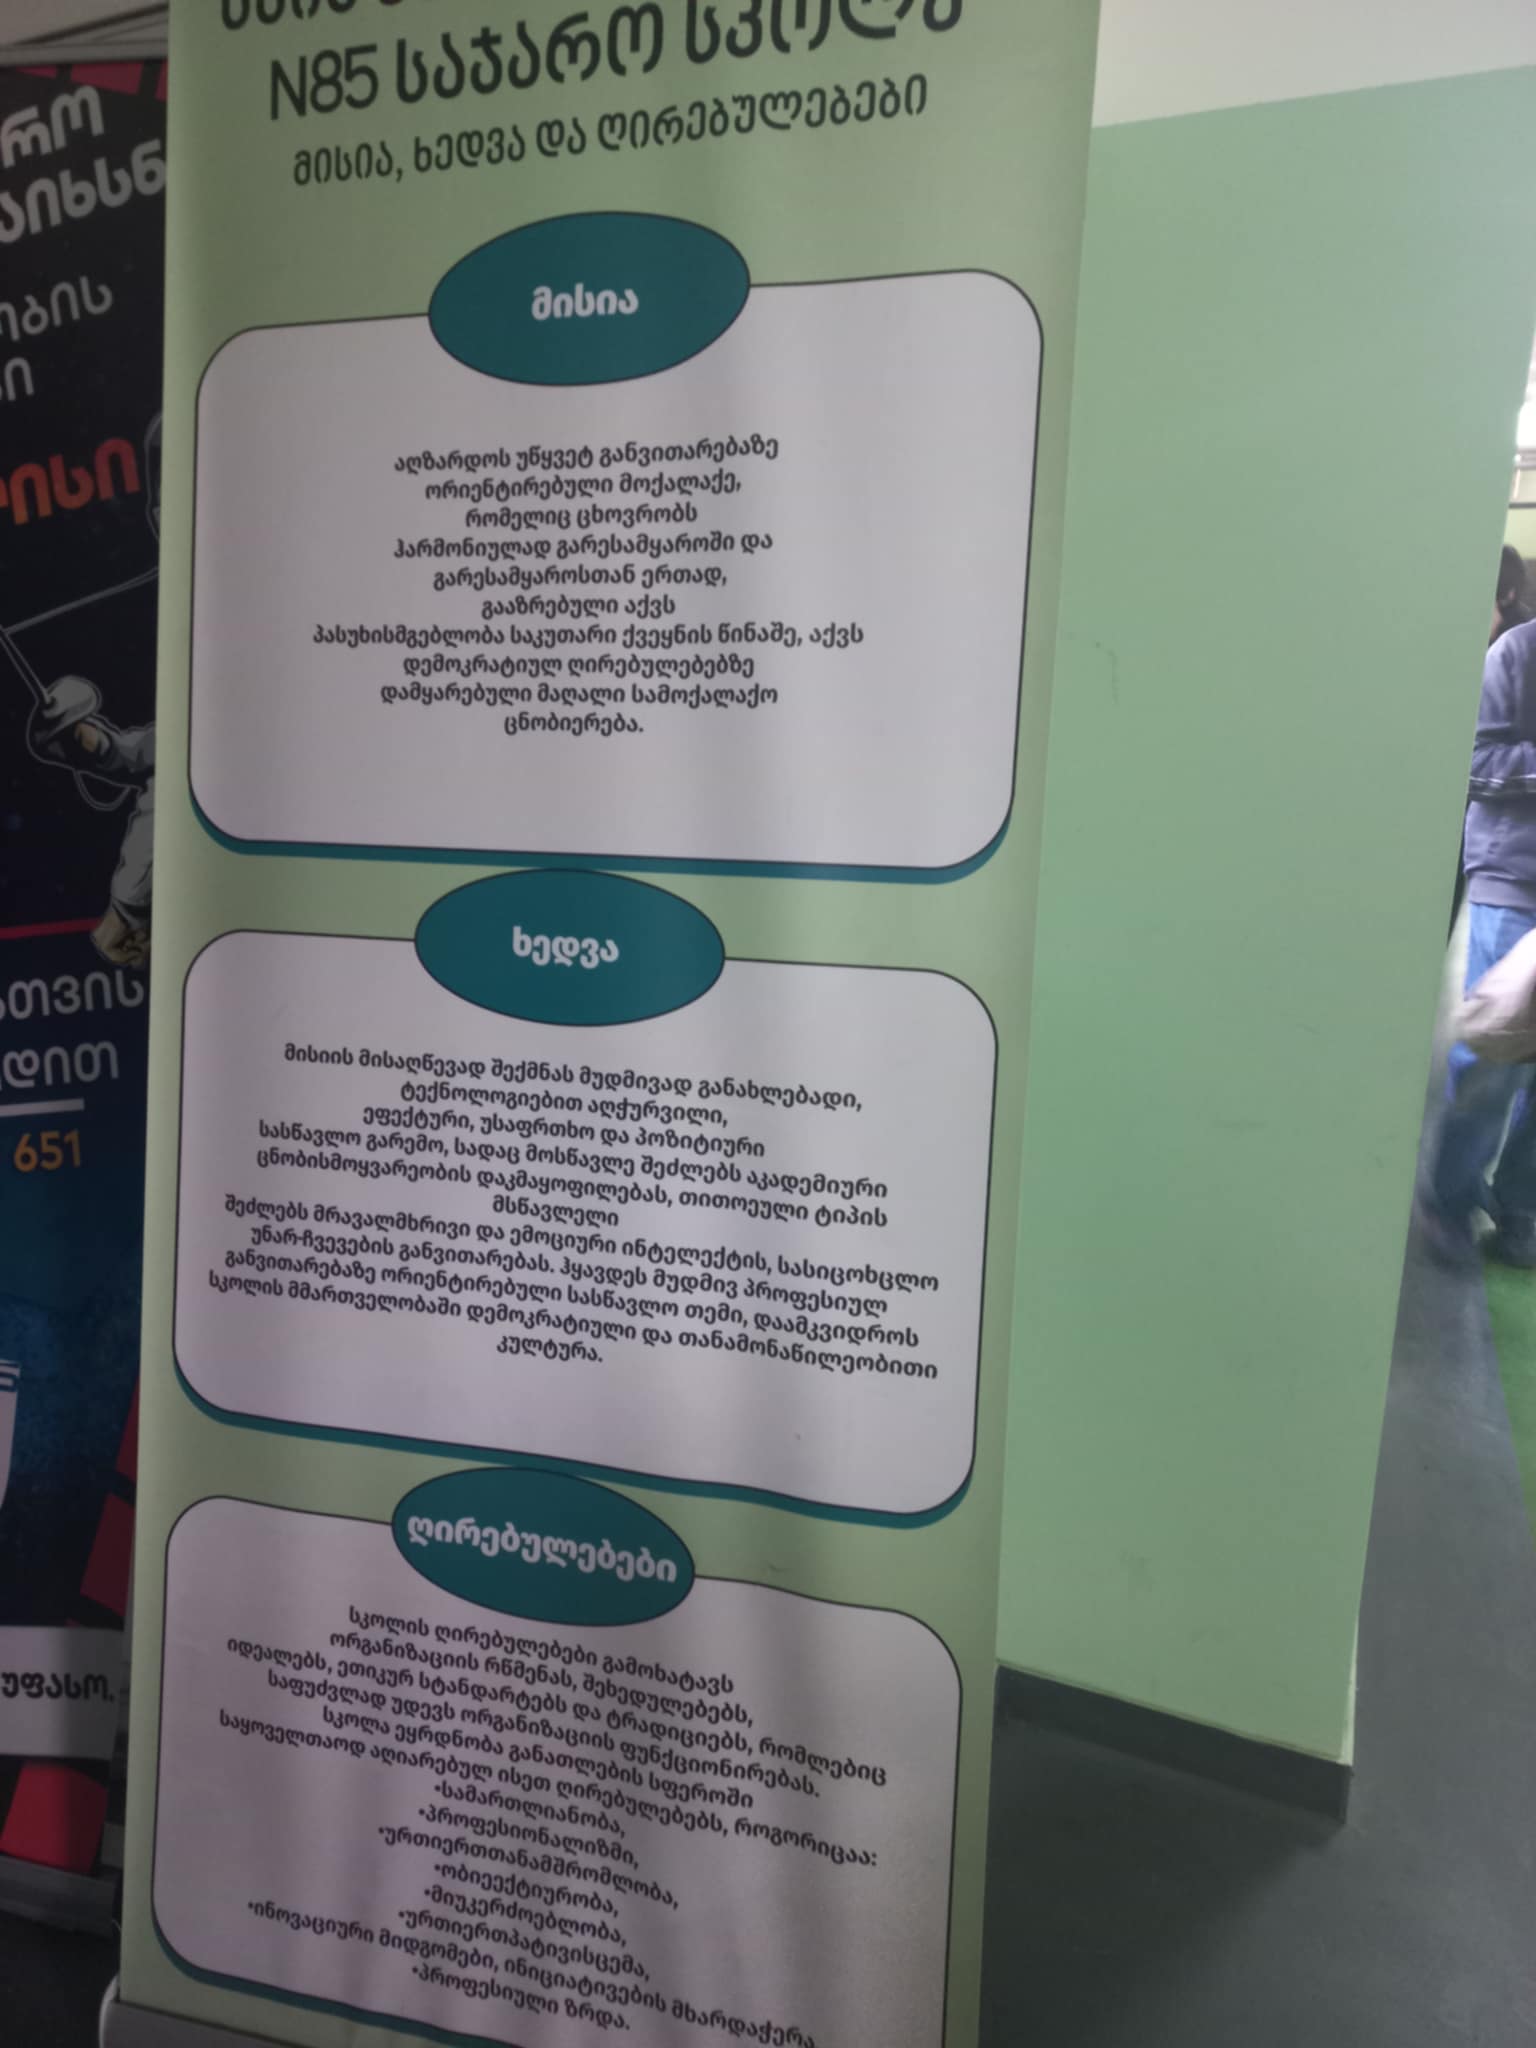 N85 საჯარო სკოლა
მისია, ხედვა და ღირებულებები
მისია
აღზარდოს უწყვეტ განვითარებაზე
ორიენტირებული მოქალაქე,
რომელიც ცხოვრობს
ჰარმონიულად გარესამყაროში და
გარესამყაროსთან ერთად,
გააზრებული აქვს
პასუხისმგებლობა საკუთარი ქვეყნის წინაშე, აქვს
დემოკრატიულ ღირებულებებზე
დამყარებული მაღალი სამოქალაქო
ცნობიერება.
ხედვა
მისიის მისაღწევად შექმნას მუდმივად განახლებადი,
ტექნოლოგიებით აღჭურვილი,
ეფექტური, უსაფრთხო და პოზიტიური
სასწავლო გარემო, სადაც მოსწავლე შეძლებს აკადემიური
ცნობისმოყვარეობის დაკმაყოფილებას, თითოეული ტიპის
მსწავლელი
შეძლებს მრავალმხრივი და ემოციური ინტელექტის, სასიცოხცლო
უნარ-ჩვევების განვითარებას. ჰყავდეს მუდმივ პროფესიულ
განვითარებაზე ორიენტირებული სასწავლო თემი, დაამკვიდროს
სკოლის მმართველობაში დემოკრატიული და თანამონაწილეობითი
კულტურა.
ღირებულებები
სკოლის ღირებულებები გამოხატავს
ორგანიზაციის რწმენას, შეხედულებებს,
იდეალებს, ეთიკურ სტანდარტებს და ტრადიციებს, რომლებიც
საფუძვლად უდევს ორგანიზაციის ფუნქციონირებას.
სკოლა ეყრდნობა განათლების სფეროში
საყოველთაოდ აღიარებულ ისეთ ღირებულებებს, როგორიცაა:
•სამართლიანობა,
•პროფესიონალიზმი,
•ურთიერთთანამშრომლობა,
•ობიექტიურობა,
•მიუკერძოებლობა,
•ურთიერთპატივისცემა,
•ინოვაციური მიდგომები, ინიციატივების მხარდაჭერა,
•პროფესიული ზრდა.
651